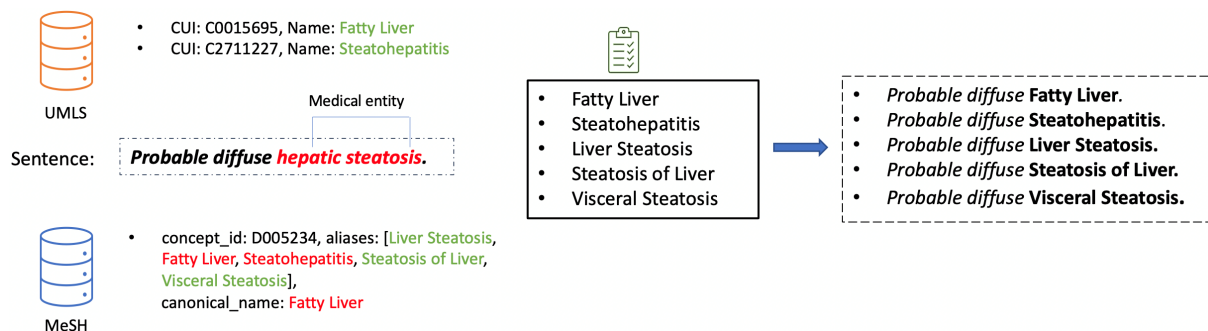 • CUI: C0015695, Name: Fatty Liver
• CUI: C2711227, Name: Steatohepatitis
UMLS
Medical entity
Sentence:
Probable diffuse hepatic steatosis.
• concept_id: D005234, aliases: [Liver Steatosis,
Fatty Liver, Steatohepatitis, Steatosis of Liver,
Visceral Steatosis],
canonical_name: Fatty Liver
MeSH
• Fatty Liver
• Steatohepatitis
• Liver Steatosis
• Steatosis of Liver
• Visceral Steatosis
• Probable diffuse Fatty Liver.
• Probable diffuse Steatohepatitis.
• Probable diffuse Liver Steatosis.
• Probable diffuse Steatosis of Liver.
• Probable diffuse Visceral Steatosis.